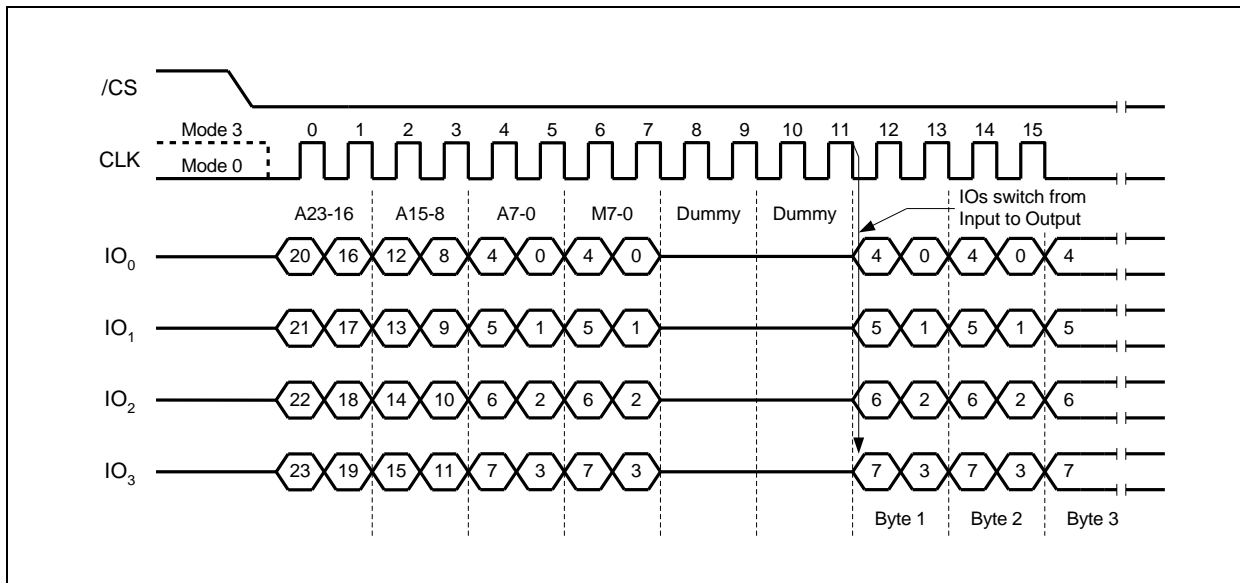 /CS
Mode 3 0 1 2 3 4 5 6 7 8 9 10 11 12 13 14 15
CLK
Mode 0
IOs switch from
Input to Output
A23-16 A15-8 A7-0 M7-0 Dummy Dummy
IO0 20 16 12 8 4 0 4 0 4 0 4 0 4
IO1 21 17 13 9 5 1 5 1 5 1 5 1 5
IO2 22 18 14 10 6 2 6 2 6 2 6 2 6
IO3 23 19 15 11 7 3 7 3 7 3 7 3 7
Byte 1 Byte 2 Byte 3